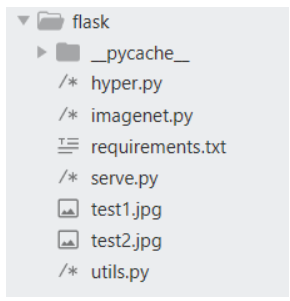 flask
__pycache__
/* hyper.py
/* imagenet.py
requirements.txt
/* serve.py
test1.jpg
test2.jpg
/* utils.py